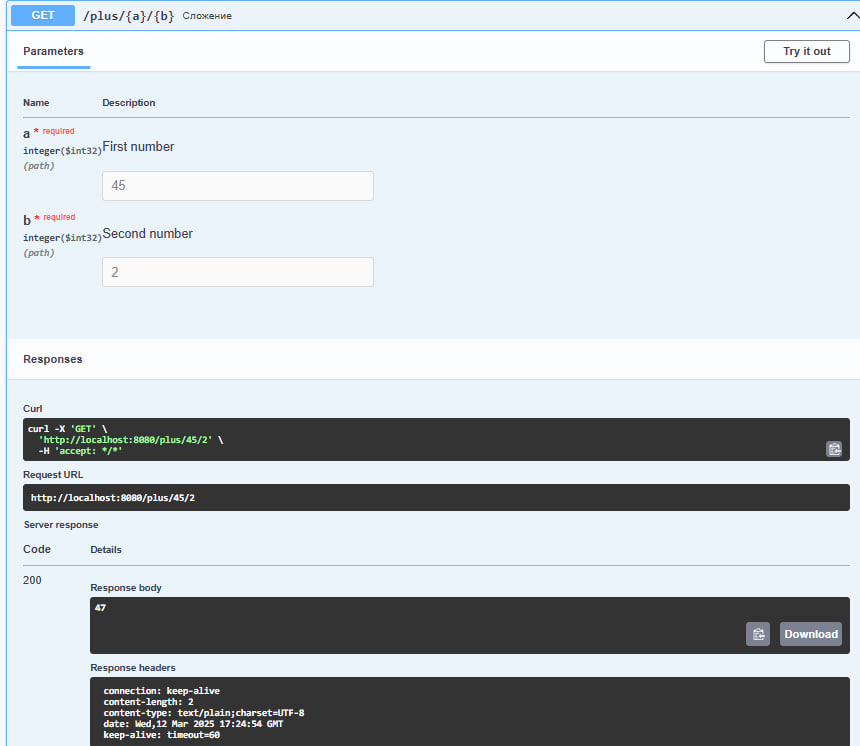 GET /plus/{a}/{b} Сложение
Parameters Try it out
Name Description
a * required
integer($int32) First number
(path)
45
b * required
integer($int32) Second number
(path)
2
Responses
Curl
curl -X 'GET' \
'http://localhost:8080/plus/45/2' \
-H 'accept: */*'
Request URL
http://localhost:8080/plus/45/2
Server response
Code Details
200
Response body
47
Download
Response headers
connection: keep-alive
content-length: 2
content-type: text/plain;charset=UTF-8
date: Wed,12 Mar 2025 17:24:54 GMT
keep-alive: timeout=60